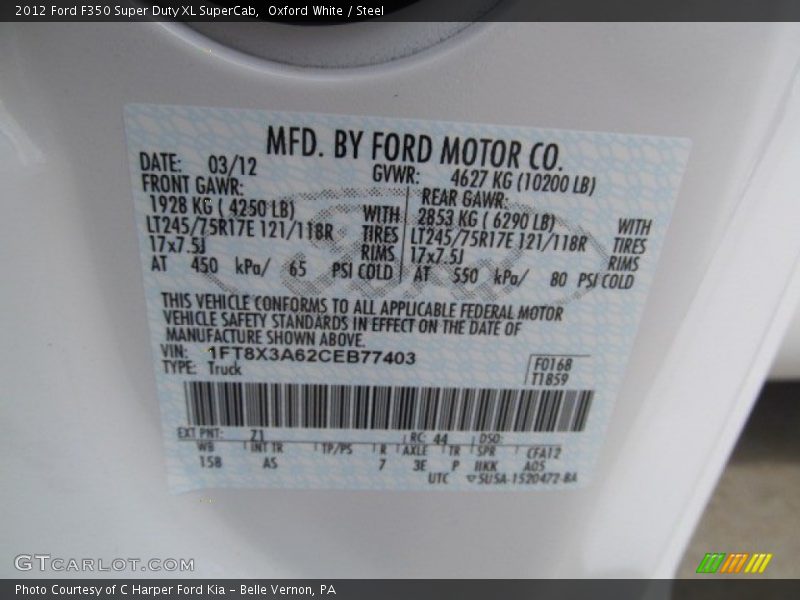 2012 Ford F350 Super Duty XL SuperCab, Oxford White / Steel
MFD. BY FORD MOTOR CO.
DATE: 03/12 GVWR: 4627 KG (10200 LB)
FRONT GAWR: REAR GAWR:
1928 KG ( 4250 LB) WITH 2853 KG ( 6290 LB) WITH
LT245/75R17E 121/118R TIRES LT245/75R17E 121/118R TIRES
17x7.5J RIMS 17x7.5J RIMS
AT 450 kPa/ 65 PSI COLD AT 550 kPa/ 80 PSI COLD
THIS VEHICLE CONFORMS TO ALL APPLICABLE FEDERAL MOTOR
VEHICLE SAFETY STANDARDS IN EFFECT ON THE DATE OF
MANUFACTURE SHOWN ABOVE.
VIN: 1FT8X3A62CEB77403 F0168
TYPE: Truck T1859
EXT PNT: Z1 RC: 44 DSO:
WB INT TR TP/PS R AXLE TR SPR CFA12
158 AS 7 3E P IIKK A05
UTC ▽5U5A-1520472-BA
GTCARLOT.COM
Photo Courtesy of C Harper Ford Kia - Belle Vernon, PA